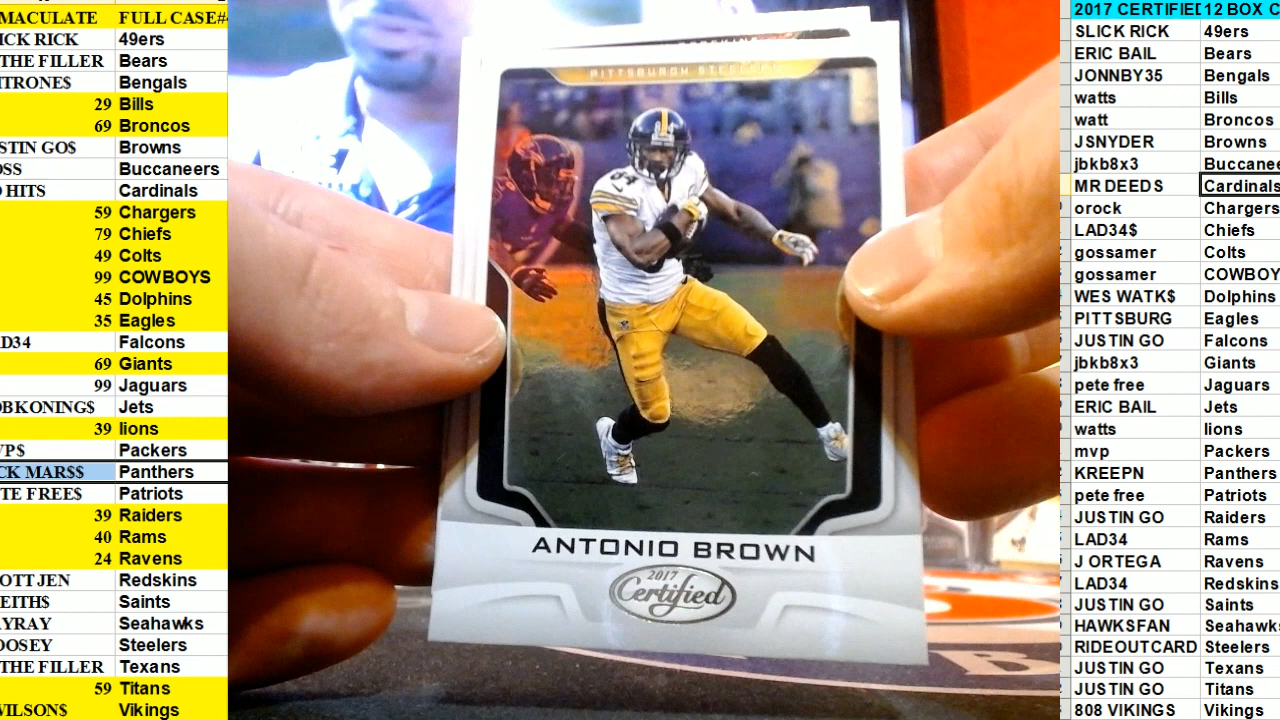 MACULATE FULL CASE#
ICK RICK 49ers
THE FILLER Bears
ITRONE$ Bengals
29 Bills
69 Broncos
STIN GO$ Browns
OSS Buccaneers
HITS Cardinals
59 Chargers
79 Chiefs
49 Colts
99 COWBOYS
45 Dolphins
35 Eagles
D34 Falcons
69 Giants
99 Jaguars
OBKONING$ Jets
39 lions
VP$ Packers
CK MAR$$ Panthers
TE FREE$ Patriots
39 Raiders
40 Rams
24 Ravens
OTT JEN Redskins
EITH$ Saints
AYRAY Seahawks
OOSEY Steelers
THE FILLER Texans
59 Titans
WILSON$ Vikings
PITTSBURGH STEELERS
84
ANTONIO BROWN
2017
Certified
B
2017 CERTIFIED 12 BOX C
SLICK RICK 49ers
ERIC BAIL Bears
JONNBY35 Bengals
watts Bills
watt Broncos
JSNYDER Browns
jbkb8x3 Buccanee
MR DEEDS Cardinals
orock Chargers
LAD34$ Chiefs
gossamer Colts
gossamer COWBOY
WES WATK$ Dolphins
PITTSBURG Eagles
JUSTIN GO Falcons
jbkb8x3 Giants
pete free Jaguars
ERIC BAIL Jets
watts lions
mvp Packers
KREEPN Panthers
pete free Patriots
JUSTIN GO Raiders
LAD34 Rams
J ORTEGA Ravens
LAD34 Redskins
JUSTIN GO Saints
HAWKSFAN Seahawks
RIDEOUTCARD Steelers
JUSTIN GO Texans
JUSTIN GO Titans
808 VIKINGS Vikings